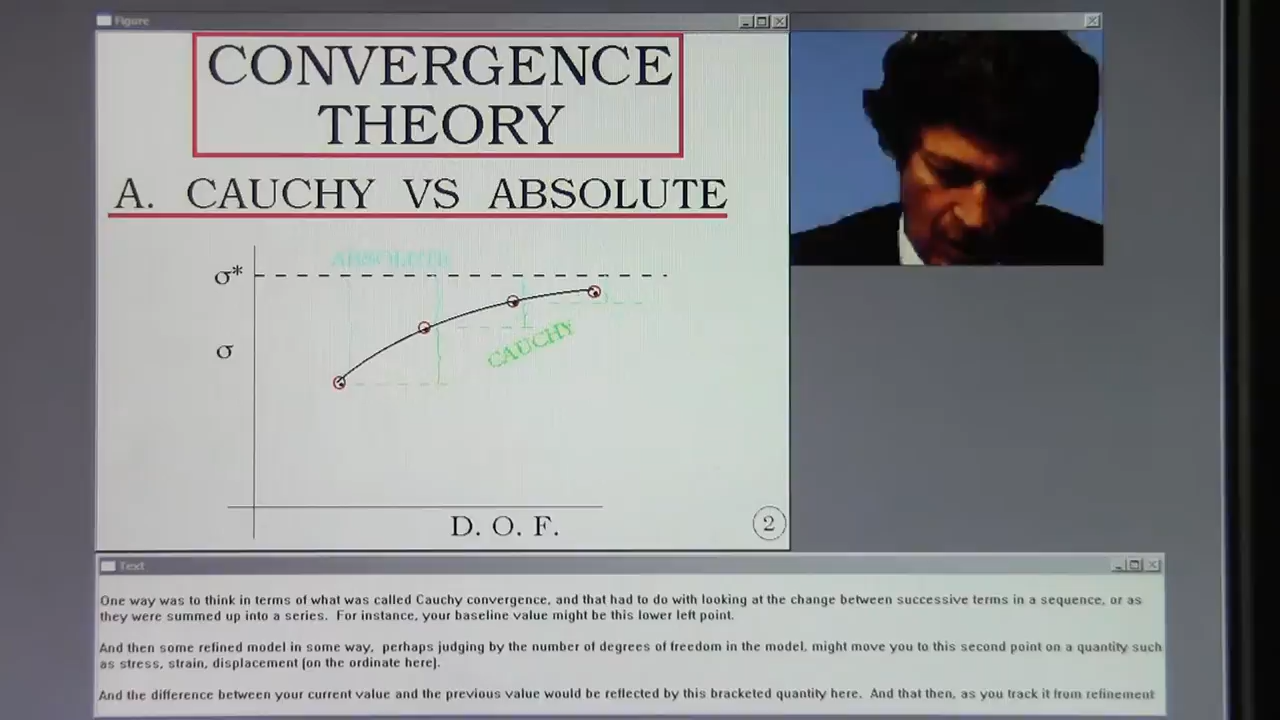 Figure
CONVERGENCE
THEORY
A. CAUCHY VS ABSOLUTE
ABSOLUTE
σ*
σ
CAUCHY
D. O. F.
2
Text
One way was to think in terms of what was called Cauchy convergence, and that had to do with looking at the change between successive terms in a sequence, or as
they were summed up into a series. For instance, your baseline value might be this lower left point.
And then some refined model in some way, perhaps judging by the number of degrees of freedom in the model, might move you to this second point on a quantity such
as stress, strain, displacement (on the ordinate here).
And the difference between your current value and the previous value would be reflected by this bracketed quantity here. And that then, as you track it from refinement